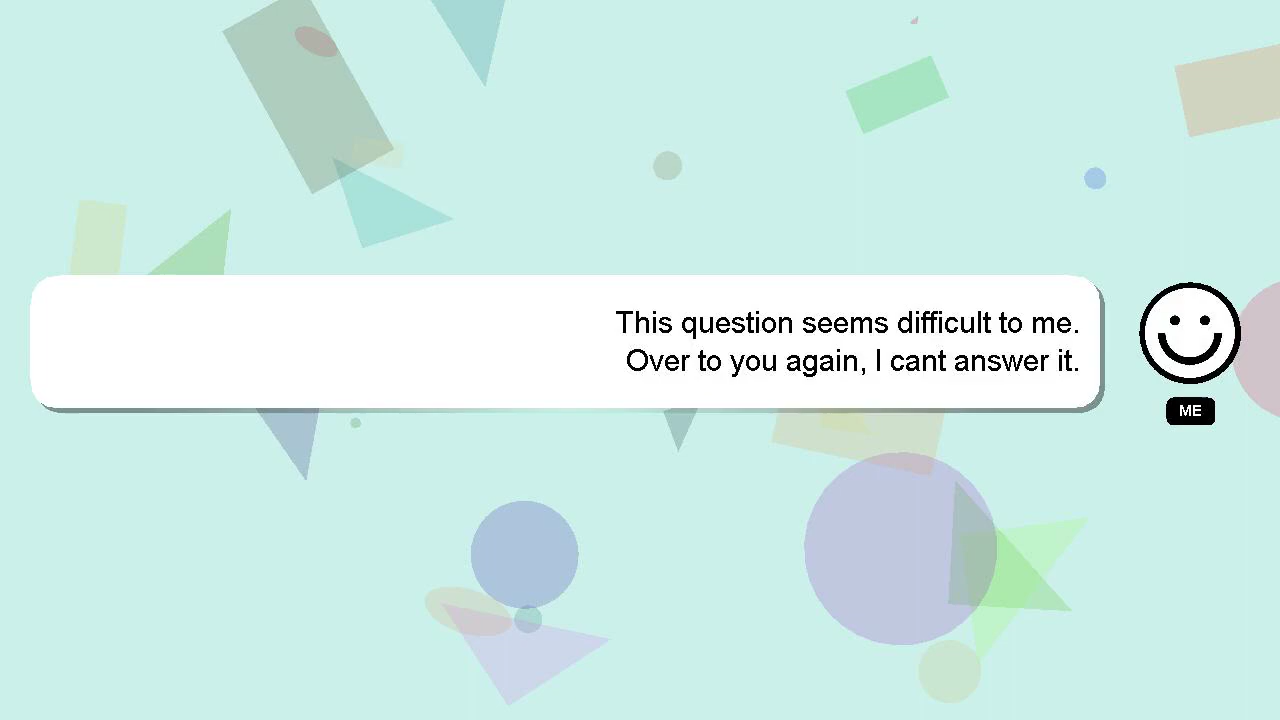 This question seems difficult to me.
Over to you again, I cant answer it.
ME